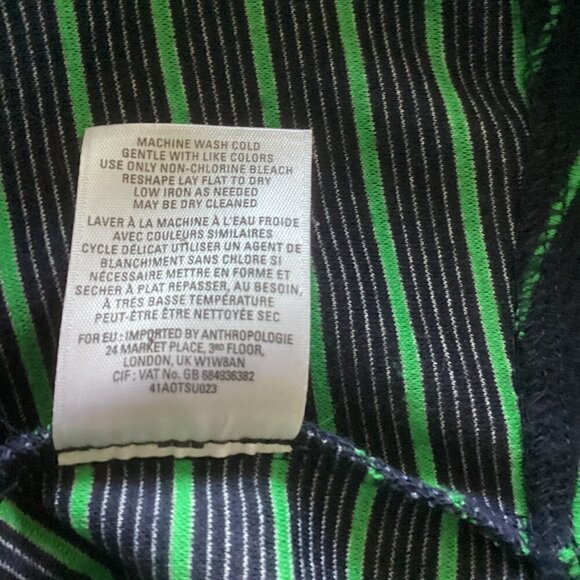 MACHINE WASH COLD
GENTLE WITH LIKE COLORS
USE ONLY NON-CHLORINE BLEACH
RESHAPE LAY FLAT TO DRY
LOW IRON AS NEEDED
MAY BE DRY CLEANED
LAVER À LA MACHINE À L'EAU FROIDE
AVEC COULEURS SIMILAIRES
CYCLE DÉLICAT UTILISER UN AGENT DE
BLANCHIMENT SANS CHLORE SI
NÉCESSAIRE METTRE EN FORME ET
SECHER À PLAT REPASSER, AU BESOIN,
À TRÉS BASSE TEMPÉRATURE
PEUT-ÊTRE ÊTRE NETTOYÉE SEC
FOR EU: IMPORTED BY ANTHROPOLOGIE
24 MARKET PLACE, 3RD FLOOR,
LONDON, UK W1W8AN
CIF: VAT No. GB 684936382
41AOTSU023